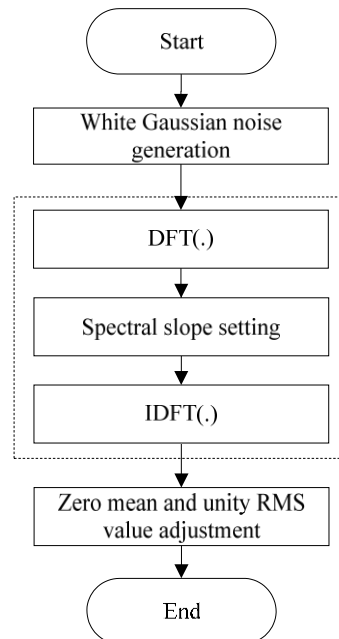 Start
White Gaussian noise
generation
DFT(.)
Spectral slope setting
IDFT(.)
Zero mean and unity RMS
value adjustment
End